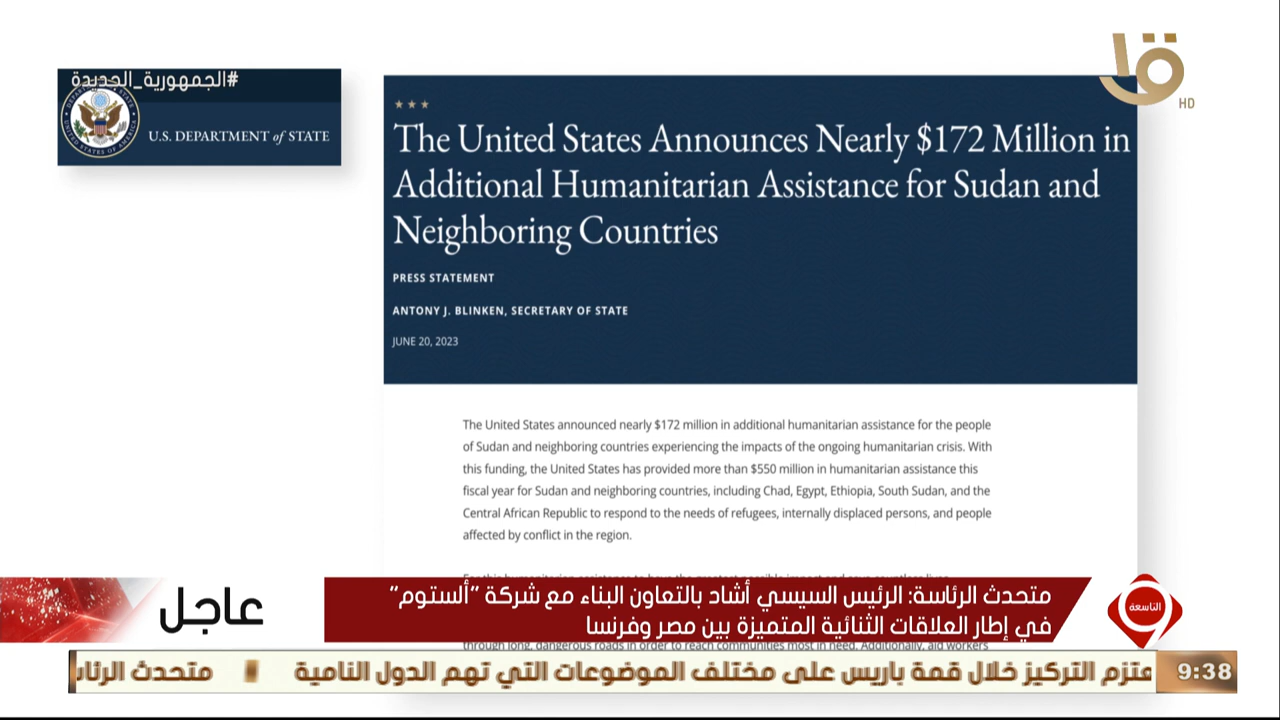 #الجمهورية_الجديدة
U.S. DEPARTMENT of STATE
HD
The United States Announces Nearly $172 Million in
Additional Humanitarian Assistance for Sudan and
Neighboring Countries
PRESS STATEMENT
ANTONY J. BLINKEN, SECRETARY OF STATE
JUNE 20, 2023
The United States announced nearly $172 million in additional humanitarian assistance for the people
of Sudan and neighboring countries experiencing the impacts of the ongoing humanitarian crisis. With
this funding, the United States has provided more than $550 million in humanitarian assistance this
fiscal year for Sudan and neighboring countries, including Chad, Egypt, Ethiopia, South Sudan, and the
Central African Republic to respond to the needs of refugees, internally displaced persons, and people
affected by conflict in the region.
عاجل
متحدث الرئاسة: الرئيس السيسي أشاد بالتعاون البناء مع شركة "ألستوم"
في إطار العلاقات الثنائية المتميزة بين مصر وفرنسا
التاسعة
through long, dangerous roads in order to reach communities most in need. Additionally, aid workers
التركيز خلال قمة باريس على مختلف الموضوعات التي تهم الدول النامية
متحدث
9:38